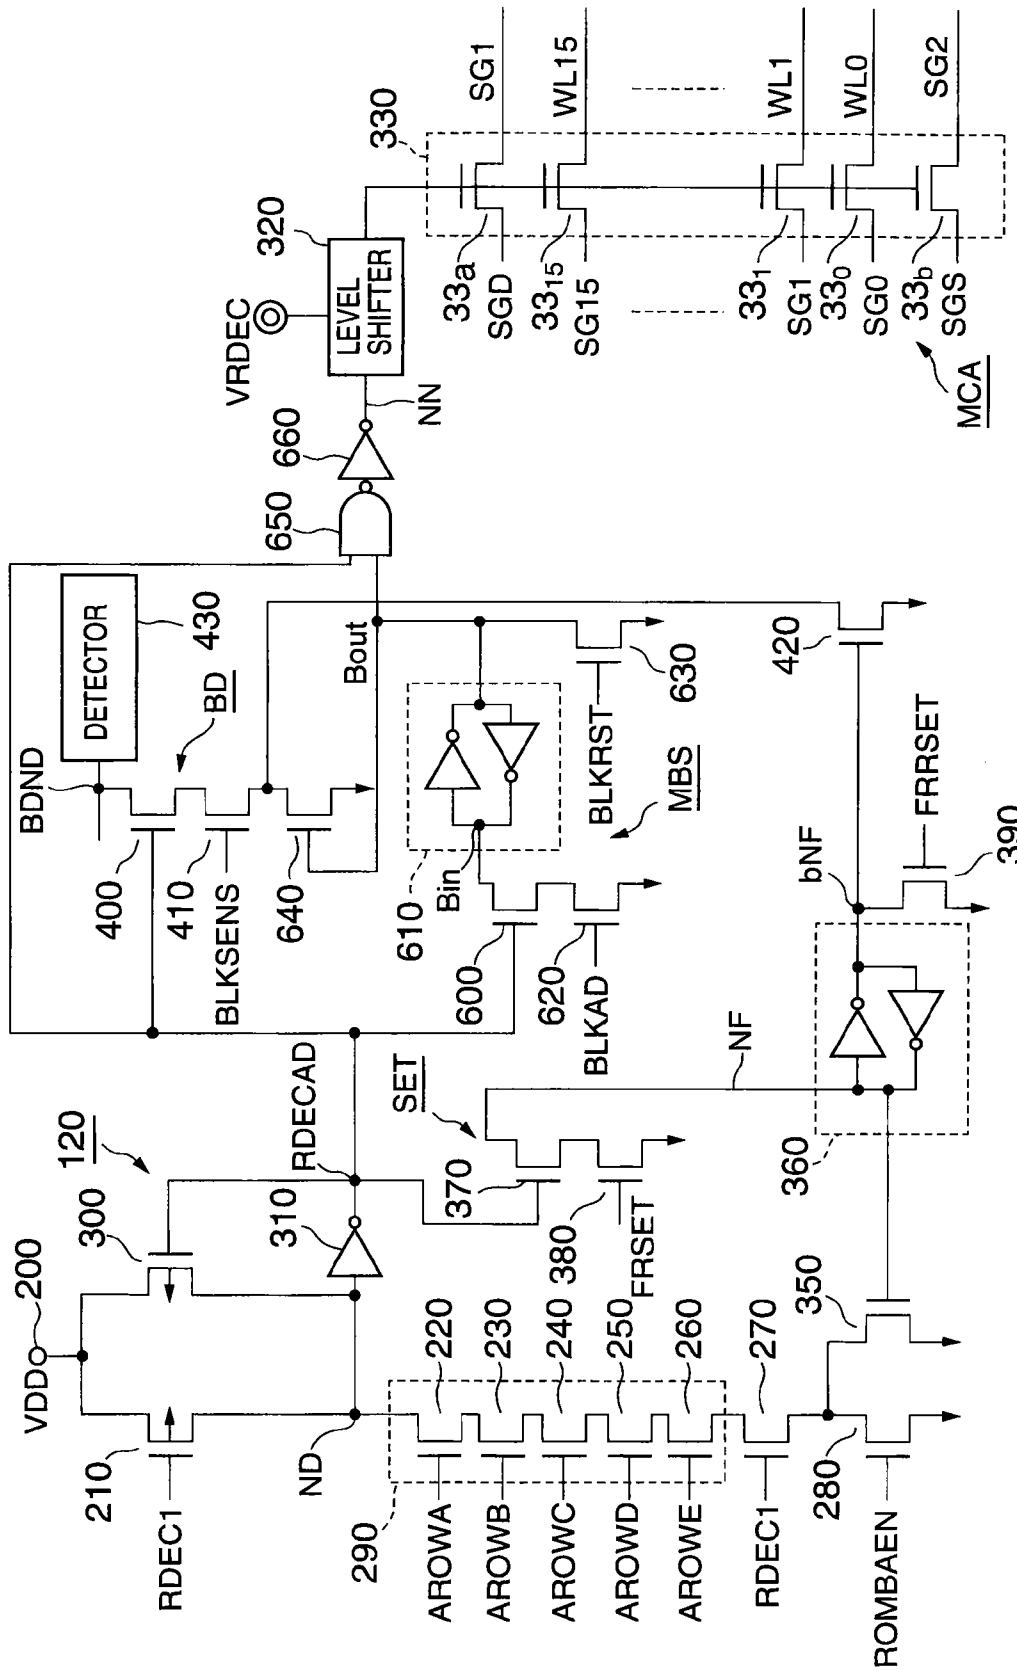 VDD
200
210
300
120
RDEC1
ND
310
RDECAD
290
AROWA
220
AROWB
230
AROWC
240
AROWD
250
AROWE
260
RDEC1
270
280
350
ROMBAEN
SET
370
380
FRSET
NF
360
bNF
FRRSET
390
420
BDND
DETECTOR
430
BD
400
410
BLKSENS
640
Bout
610
Bin
600
620
BLKAD
BLKRST
630
MBS
650
660
NN
VRDEC
LEVEL
SHIFTER
320
330
33a
SGD
SG1
3315
SG15
WL15
331
SG1
WL1
330
SG0
WL0
33b
SGS
SG2
MCA